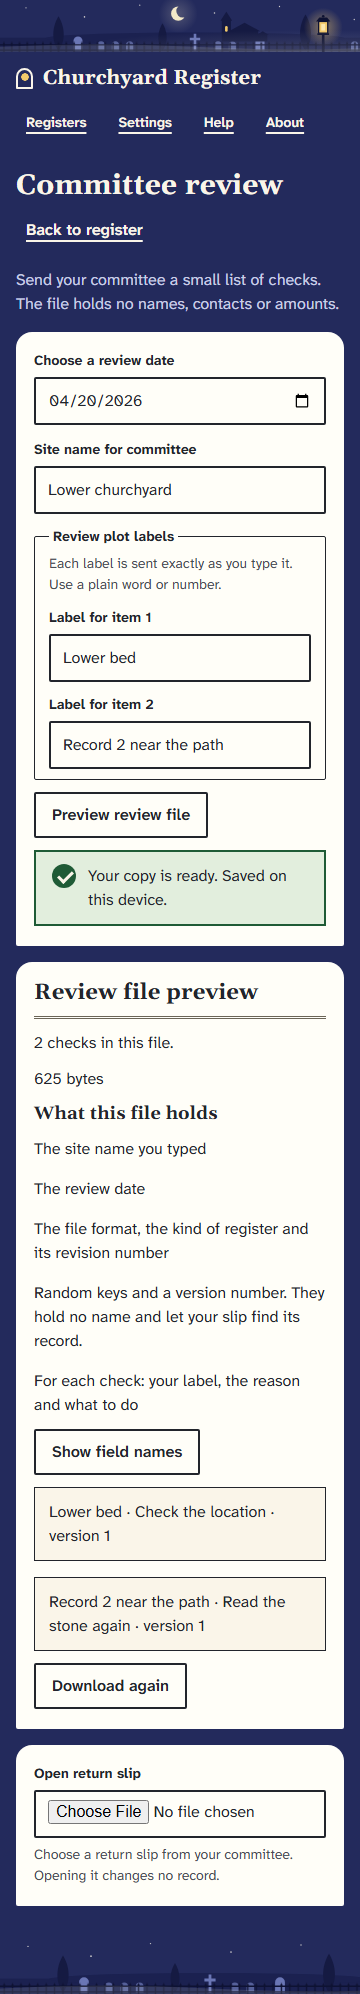 Churchyard Register
Registers Settings Help About
Committee review
Back to register
Send your committee a small list of checks.
The file holds no names, contacts or amounts.
Choose a review date
04/20/2026
Site name for committee
Lower churchyard
Review plot labels
Each label is sent exactly as you type it.
Use a plain word or number.
Label for item 1
Lower bed
Label for item 2
Record 2 near the path
Preview review file
Your copy is ready. Saved on
this device.
Review file preview
2 checks in this file.
625 bytes
What this file holds
The site name you typed
The review date
The file format, the kind of register and
its revision number
Random keys and a version number. They
hold no name and let your slip find its
record.
For each check: your label, the reason
and what to do
Show field names
Lower bed · Check the location ·
version 1
Record 2 near the path · Read the
stone again · version 1
Download again
Open return slip
Choose File No file chosen
Choose a return slip from your committee.
Opening it changes no record.